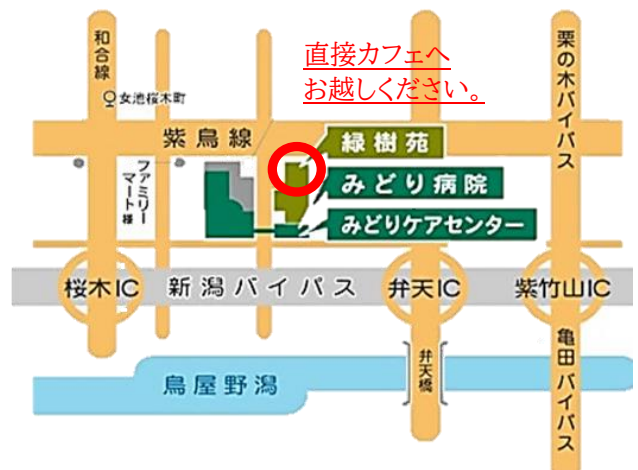 和合線
女池桜木町
直接カフェへ
お越しください。
栗の木バイパス
紫鳥線
緑樹苑
ファミリー
マート様
みどり病院
みどりケアセンター
桜木IC
新潟バイパス
弁天IC
紫竹山IC
鳥屋野潟
弁天橋
亀田バイパス